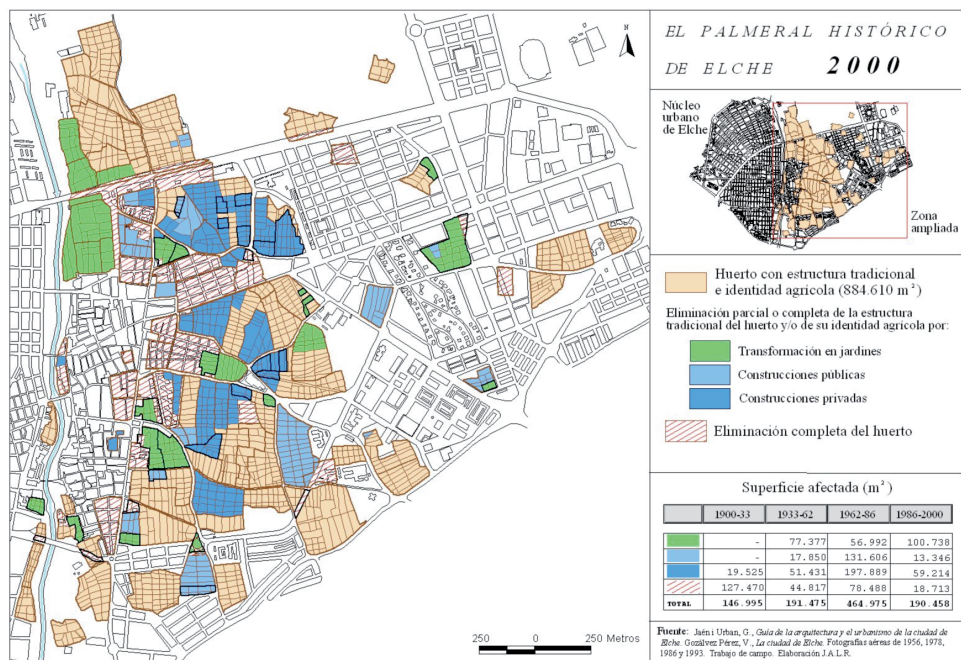 EL PALMERAL HISTÓRICO
DE ELCHE 2000
N
Núcleo
urbano
de Elche
Zona
ampliada
Huerto con estructura tradicional
e identidad agrícola (884.610 m²)
Eliminación parcial o completa de la estructura
tradicional del huerto y/o de su identidad agrícola por:
Transformación en jardines
Construcciones públicas
Construcciones privadas
Eliminación completa del huerto
Superficie afectada (m²)
1900-33 1933-62 1962-86 1986-2000
- 77.377 56.992 100.738
- 17.850 131.606 13.346
19.525 51.431 197.889 59.214
127.470 44.817 78.488 18.713
TOTAL 146.995 191.475 464.975 190.458
250 0 250 Metros
Fuente: Jaén i Urban, G., Guía de la arquitectura y el urbanismo de la ciudad de
Elche. Gozálvez Pérez, V., La ciudad de Elche. Fotografías aéreas de 1956, 1978,
1986 y 1993. Trabajo de campo. Elaboración J.A.L.R.